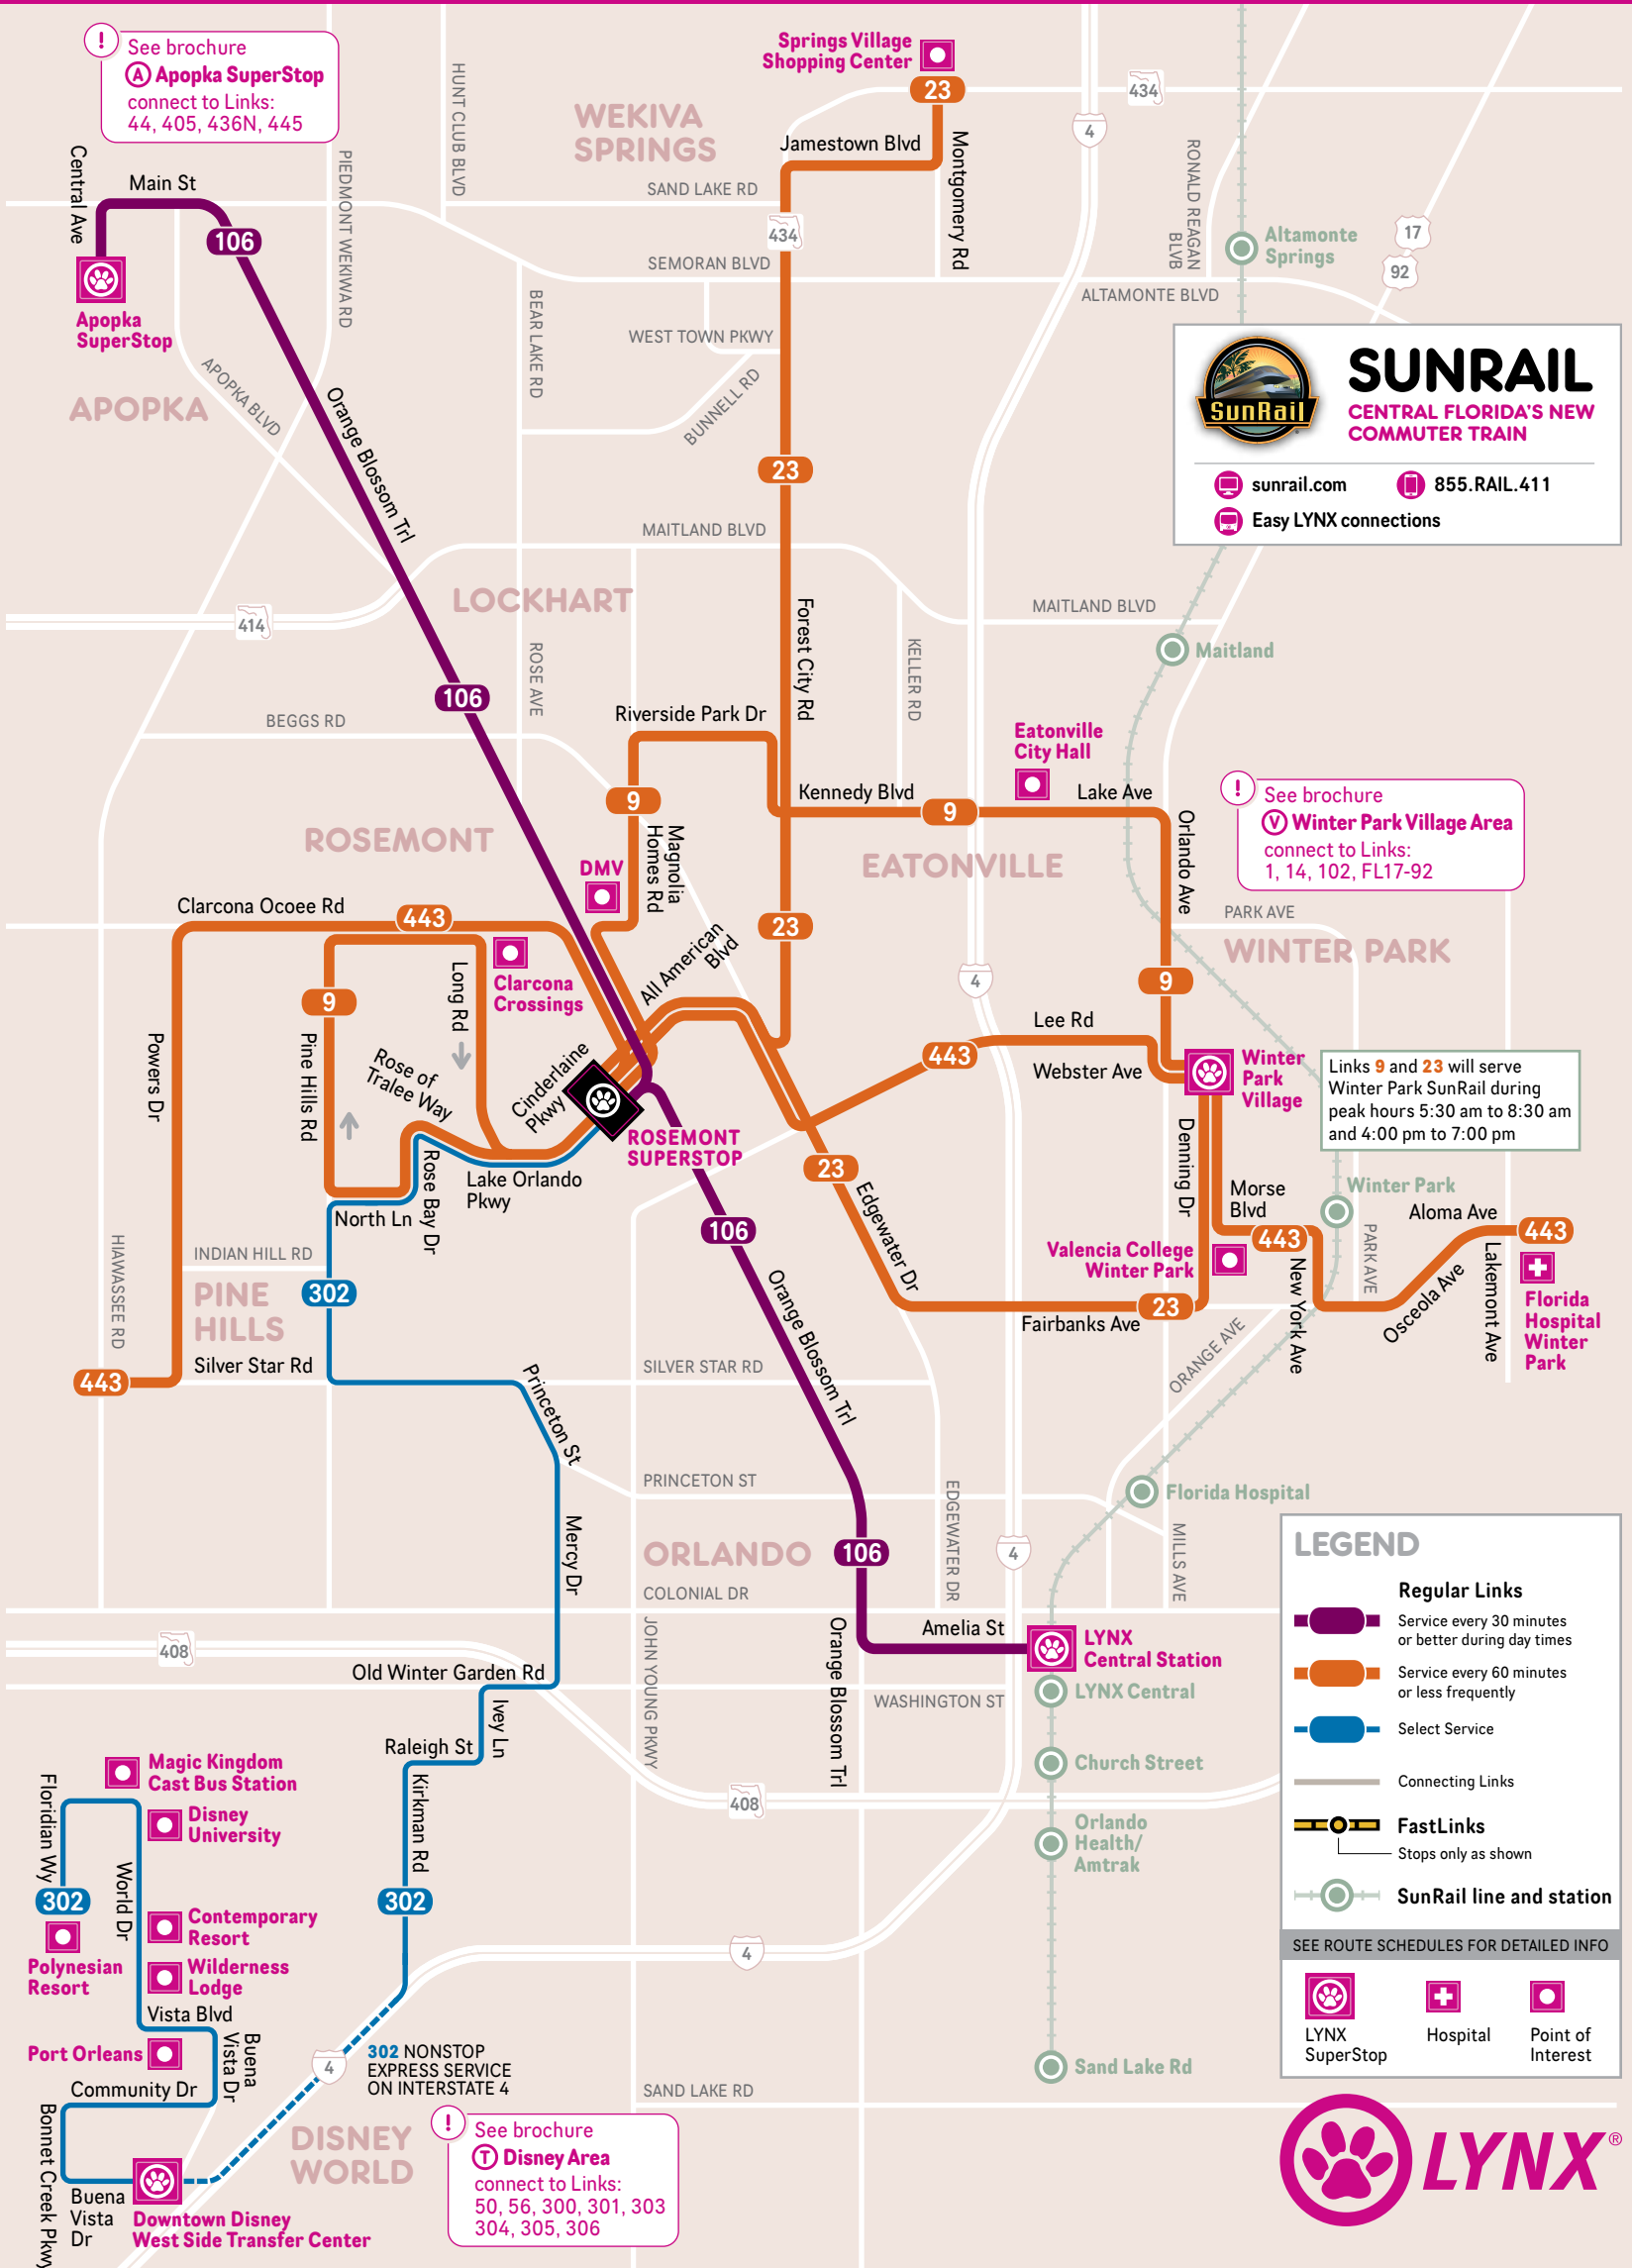 See brochure
A Apopka SuperStop
connect to Links:
44, 405, 436N, 445
Springs Village
Shopping Center
23
434
4
HUNT CLUB BLVD
WEKIVA
SPRINGS
Jamestown Blvd
Montgomery Rd
RONALD REAGAN
BLVB
Central Ave
Main St
PIEDMONT WEKIWA RD
SAND LAKE RD
106
434
SEMORAN BLVD
Altamonte
Springs
17
92
ALTAMONTE BLVD
Apopka
SuperStop
BEAR LAKE RD
WEST TOWN PKWY
APOPKA BLVD
BUNNELL RD
APOPKA
Orange Blossom Trl
SunRail
SUNRAIL
CENTRAL FLORIDA'S NEW
COMMUTER TRAIN
sunrail.com
855.RAIL.411
Easy LYNX connections
23
MAITLAND BLVD
LOCKHART
414
MAITLAND BLVD
Forest City Rd
KELLER RD
ROSE AVE
Maitland
106
BEGGS RD
Riverside Park Dr
Eatonville
City Hall
9
Kennedy Blvd
9
Lake Ave
Orlando Ave
See brochure
V Winter Park Village Area
connect to Links:
1, 14, 102, FL17-92
ROSEMONT
Magnolia
Homes Rd
EATONVILLE
DMV
Clarcona Ocoee Rd
443
23
PARK AVE
WINTER PARK
All American
Blvd
Long Rd
Clarcona
Crossings
4
9
9
Powers Dr
Pine Hills Rd
Rose of
Tralee Way
Cinderlaine
Pkwy
Lee Rd
443
Webster Ave
Winter
Park
Village
Links 9 and 23 will serve
Winter Park SunRail during
peak hours 5:30 am to 8:30 am
and 4:00 pm to 7:00 pm
ROSEMONT
SUPERSTOP
23
Denning Dr
Lake Orlando
Pkwy
Rose Bay Dr
North Ln
Edgewater Dr
Morse
Blvd
Winter Park
Aloma Ave
106
443
443
HIAWASSEE RD
INDIAN HILL RD
Valencia College
Winter Park
New York Ave
PARK AVE
Lakemont Ave
Osceola Ave
PINE
HILLS
302
Orange Blossom Trl
23
Fairbanks Ave
ORANGE AVE
Florida
Hospital
Winter
Park
443
Silver Star Rd
SILVER STAR RD
Princeton St
PRINCETON ST
EDGEWATER DR
Florida Hospital
Mercy Dr
ORLANDO
106
4
MILLS AVE
COLONIAL DR
LEGEND
Regular Links
Service every 30 minutes
or better during day times
Service every 60 minutes
or less frequently
Select Service
Connecting Links
FastLinks
Stops only as shown
SunRail line and station
SEE ROUTE SCHEDULES FOR DETAILED INFO
LYNX
SuperStop
Hospital
Point of
Interest
408
JOHN YOUNG PKWY
Orange Blossom Trl
Amelia St
LYNX
Central Station
Old Winter Garden Rd
WASHINGTON ST
LYNX Central
Ivey Ln
Raleigh St
Church Street
Magic Kingdom
Cast Bus Station
Floridian Wy
Disney
University
Kirkman Rd
408
Orlando
Health/
Amtrak
World Dr
302
302
Contemporary
Resort
Polynesian
Resort
Wilderness
Lodge
4
Vista Blvd
Port Orleans
Buena
Vista Dr
4
302 NONSTOP
EXPRESS SERVICE
ON INTERSTATE 4
Sand Lake Rd
Community Dr
SAND LAKE RD
Bonnet Creek Pkwy
DISNEY
WORLD
See brochure
T Disney Area
connect to Links:
50, 56, 300, 301, 303
304, 305, 306
Buena
Vista
Dr
Downtown Disney
West Side Transfer Center
LYNX®